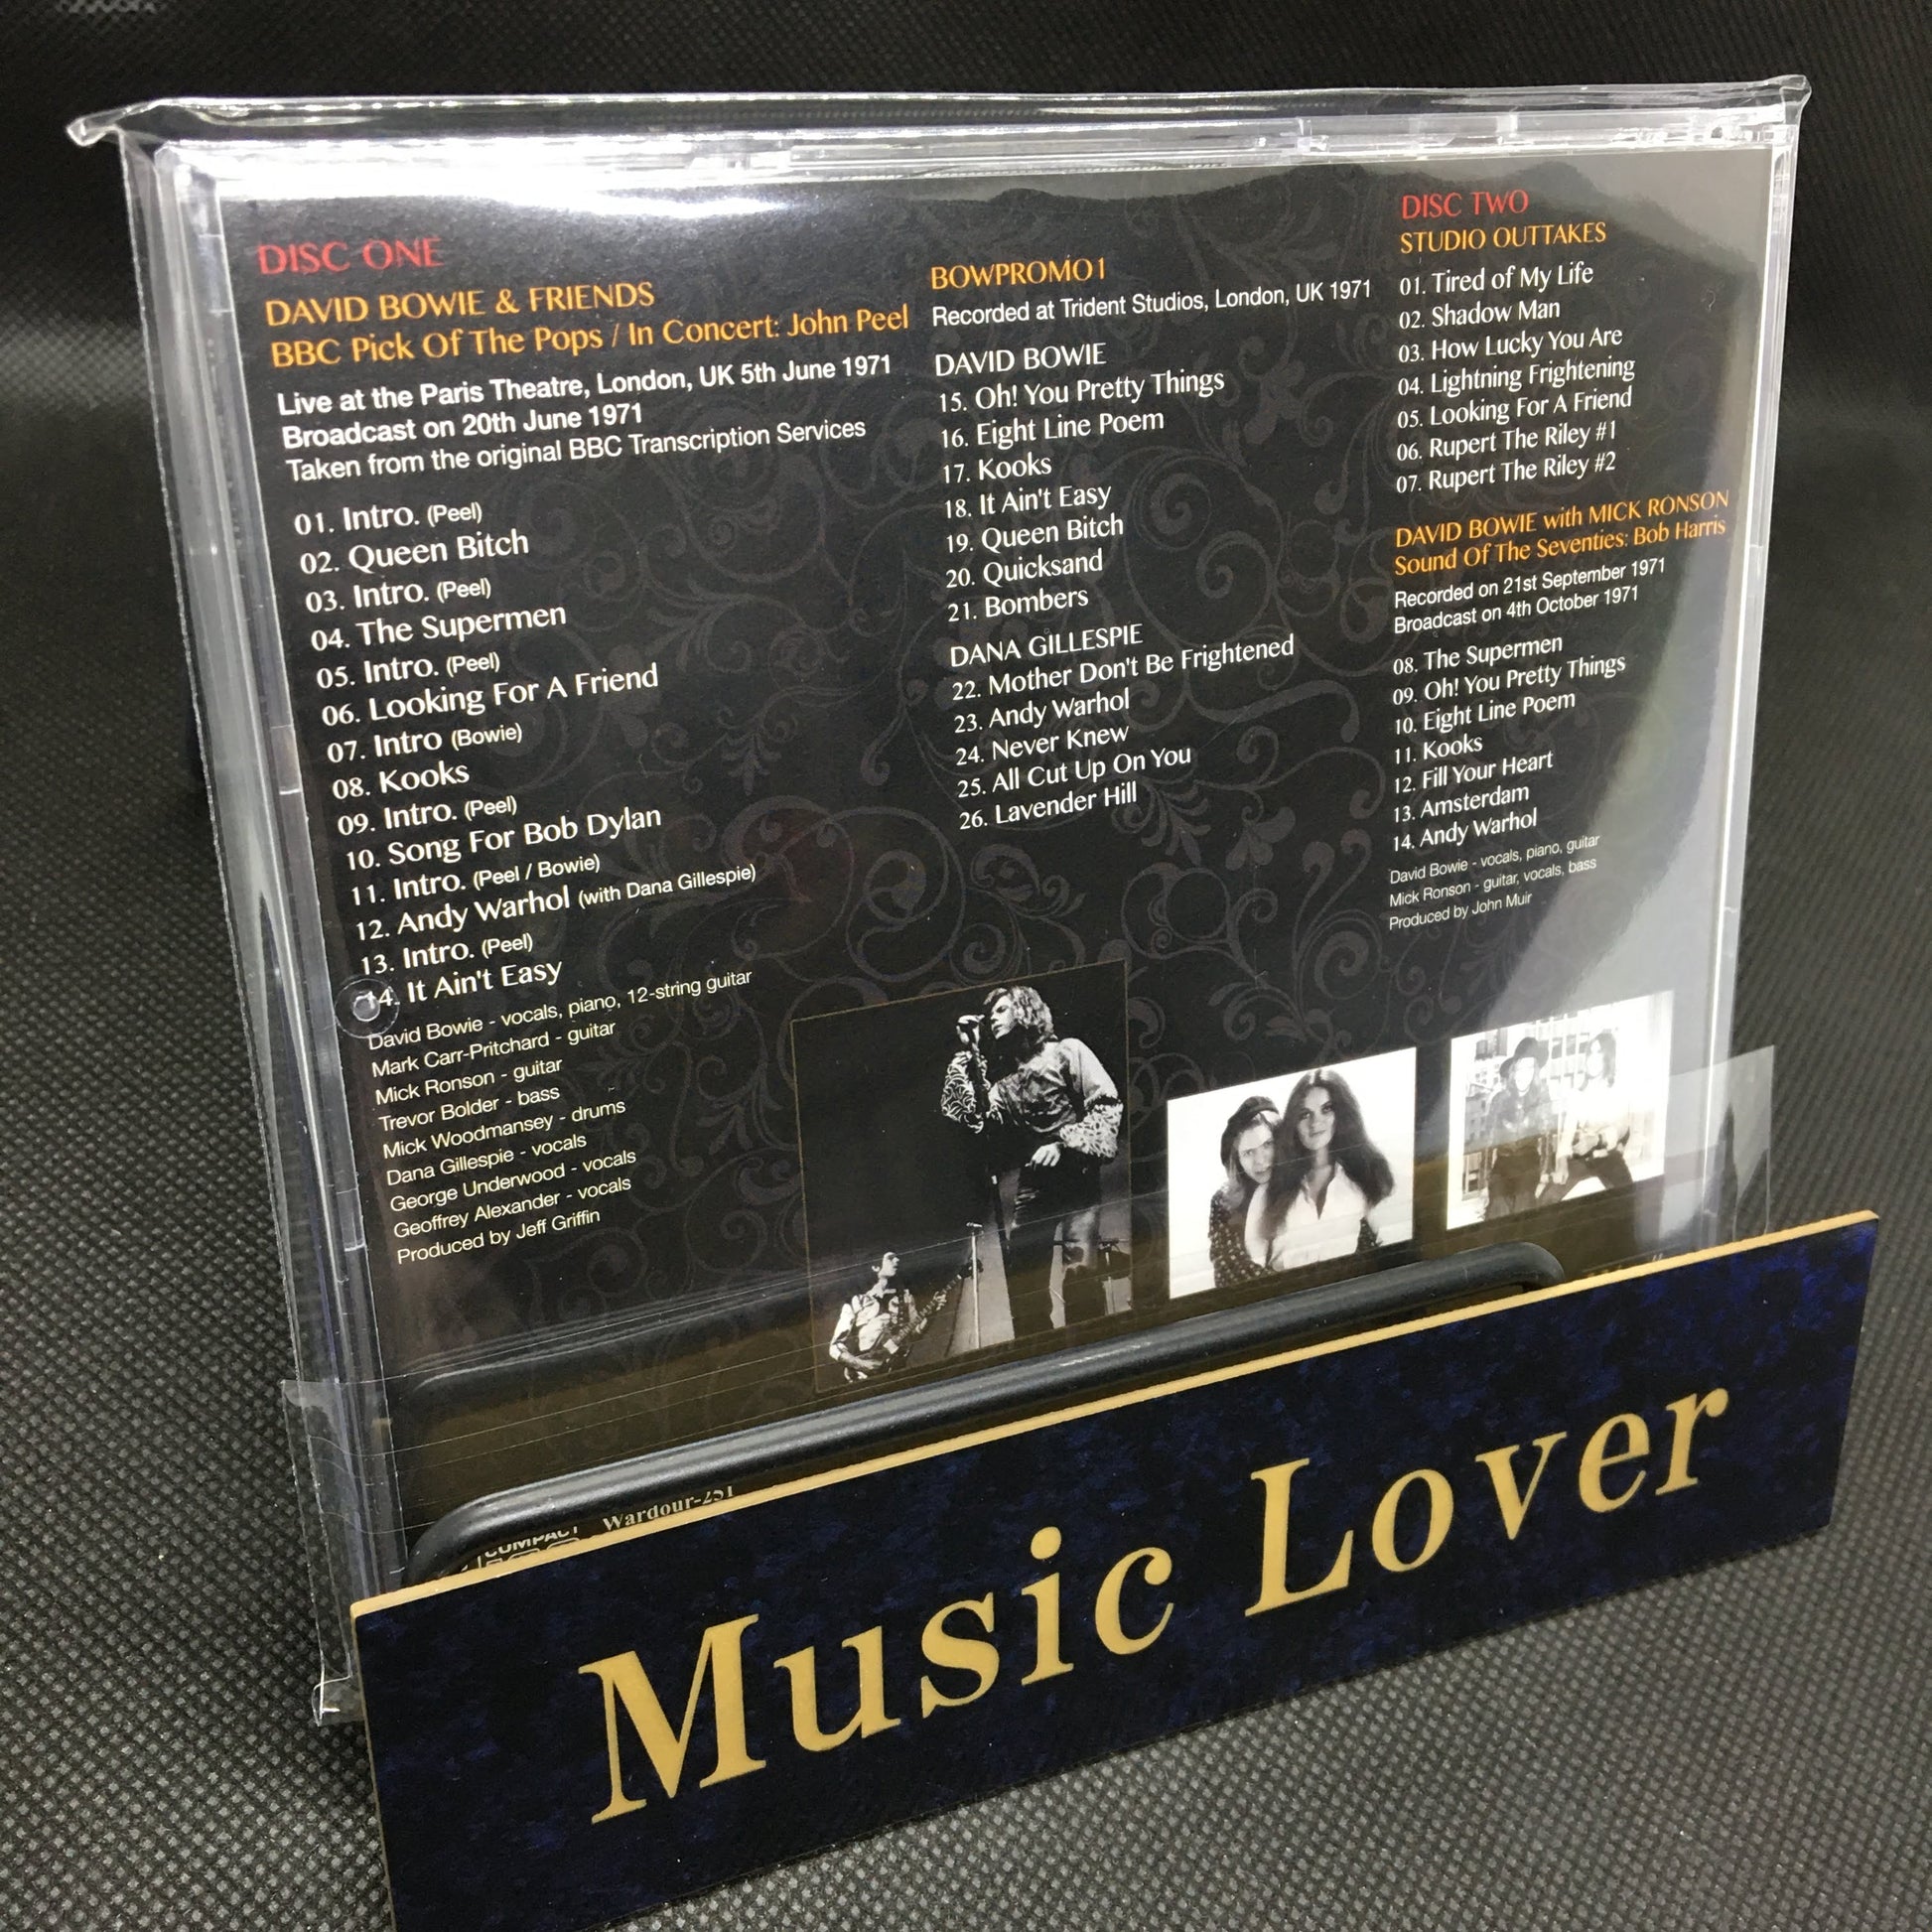 DISC ONE
DAVID BOWIE & FRIENDS
BBC Pick Of The Pops / In Concert: John Peel
Live at the Paris Theatre, London, UK 5th June 1971
Broadcast on 20th June 1971
Taken from the original BBC Transcription Services
01. Intro. (Peel)
02. Queen Bitch
03. Intro. (Peel)
04. The Supermen
05. Intro. (Peel)
06. Looking For A Friend
07. Intro (Bowie)
08. Kooks
09. Intro. (Peel)
10. Song For Bob Dylan
11. Intro. (Peel / Bowie)
12. Andy Warhol (with Dana Gillespie)
13. Intro. (Peel)
14. It Ain't Easy
David Bowie - vocals, piano, 12-string guitar
Mark Carr-Pritchard - guitar
Mick Ronson - guitar
Trevor Bolder - bass
Mick Woodmansey - drums
Dana Gillespie - vocals
George Underwood - vocals
Geoffrey Alexander - vocals
Produced by Jeff Griffin
BOWPROMO1
Recorded at Trident Studios, London, UK 1971
DAVID BOWIE
15. Oh! You Pretty Things
16. Eight Line Poem
17. Kooks
18. It Ain't Easy
19. Queen Bitch
20. Quicksand
21. Bombers
DANA GILLESPIE
22. Mother Don't Be Frightened
23. Andy Warhol
24. Never Knew
25. All Cut Up On You
26. Lavender Hill
DISC TWO
STUDIO OUTTAKES
01. Tired of My Life
02. Shadow Man
03. How Lucky You Are
04. Lightning Frightening
05. Looking For A Friend
06. Rupert The Riley #1
07. Rupert The Riley #2
DAVID BOWIE with MICK RONSON
Sound Of The Seventies: Bob Harris
Recorded on 21st September 1971
Broadcast on 4th October 1971
08. The Supermen
09. Oh! You Pretty Things
10. Eight Line Poem
11. Kooks
12. Fill Your Heart
13. Amsterdam
14. Andy Warhol
David Bowie - vocals, piano, guitar
Mick Ronson - guitar, vocals, bass
Produced by John Muir
COMPACT
Wardour-251
Music Lover